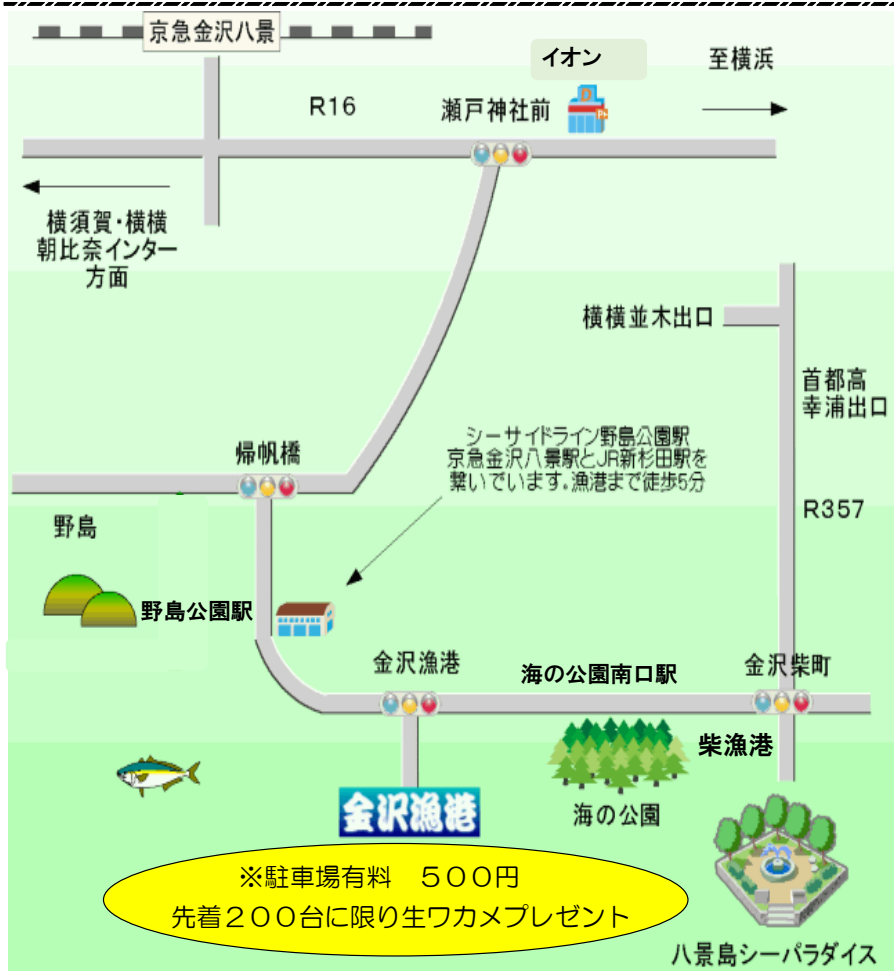 京急金沢八景
イオン
至横浜
R16
瀬戸神社前
横須賀・横横
朝比奈インター
方面
横横並木出口
首都高
幸浦出口
シーサイドライン野島公園駅
京急金沢八景駅とJR新杉田駅を
繋いでいます。漁港まで徒歩5分
帰帆橋
R357
野島
野島公園駅
金沢漁港
海の公園南口駅
金沢柴町
柴漁港
金沢漁港
海の公園
※駐車場有料　５００円
先着２００台に限り生ワカメプレゼント
八景島シーパラダイス